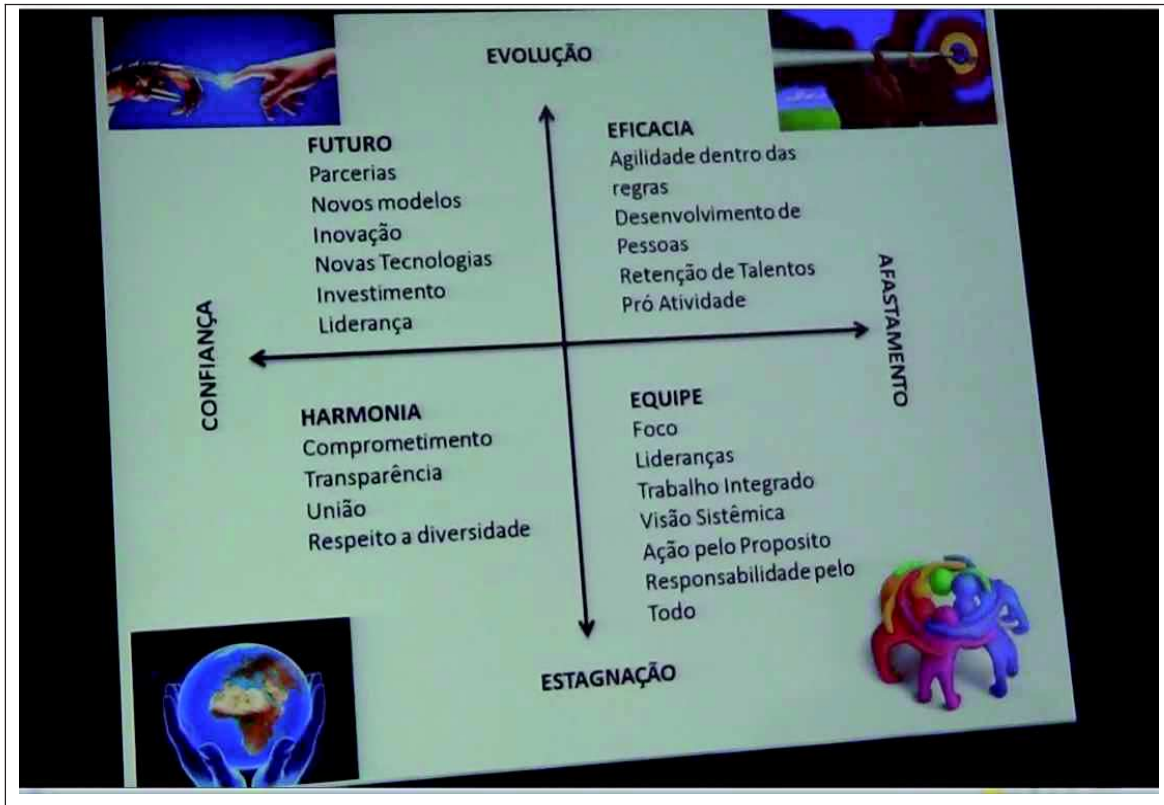 EVOLUÇÃO
FUTURO
Parcerias
Novos modelos
Inovação
Novas Tecnologias
Investimento
Liderança
EFICACIA
Agilidade dentro das
regras
Desenvolvimento de
Pessoas
Retenção de Talentos
Pró Atividade
CONFIANÇA
AFASTAMENTO
HARMONIA
Comprometimento
Transparência
União
Respeito a diversidade
EQUIPE
Foco
Lideranças
Trabalho Integrado
Visão Sistêmica
Ação pelo Proposito
Responsabilidade pelo
Todo
ESTAGNAÇÃO